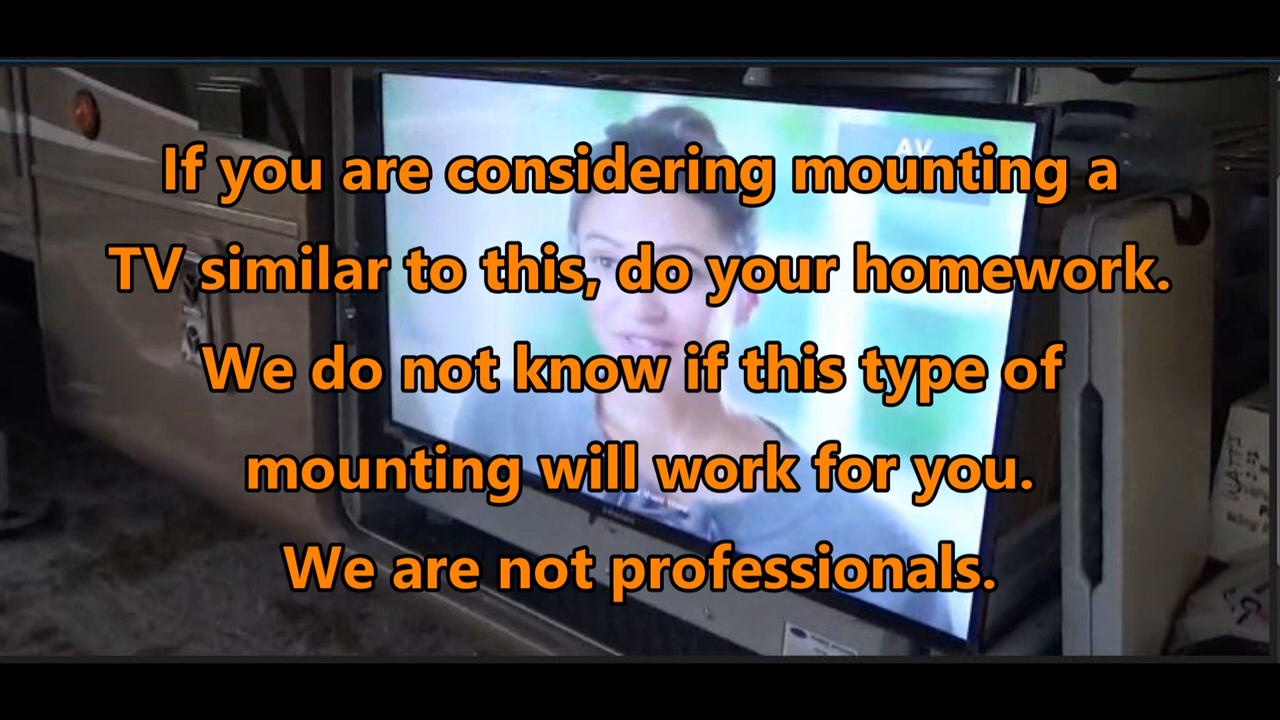 AV
If you are considering mounting a
TV similar to this, do your homework.
We do not know if this type of
mounting will work for you.
We are not professionals.